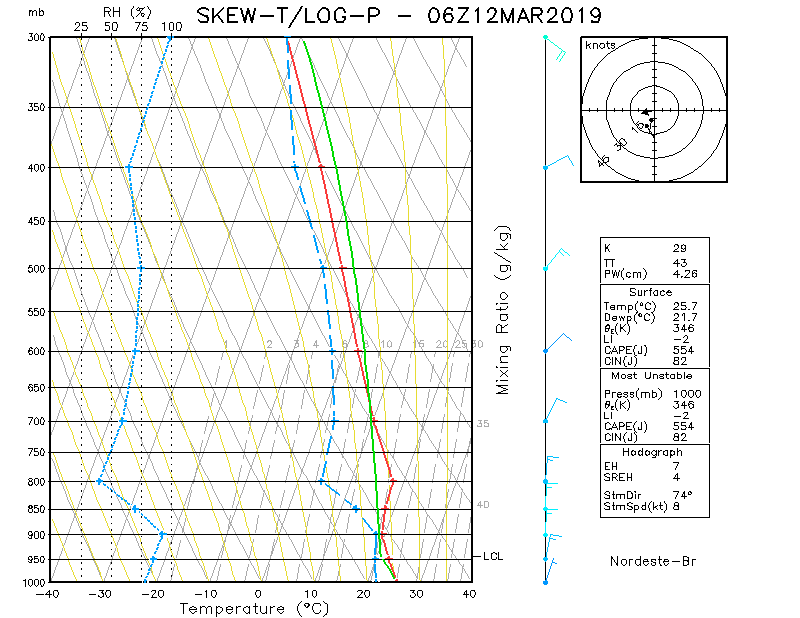 SKEW-T/LOG-P - 06Z12MAR2019
mb
RH (%)
25 50 75 100
300
350
400
450
500
550
600
650
700
750
800
850
900
950
1000
1 2 3 4 6 8 10 15 20 25 30
35
40
LCL
-40 -30 -20 -10 0 10 20 30 40
Temperature (°C)
Mixing Ratio (g/kg)
knots
15
30
45
K 29
TT 43
PW(cm) 4.26
Surface
Temp(°C) 25.7
Dewp(°C) 21.7
θE(K) 346
LI -2
CAPE(J) 554
CIN(J) 82
Most Unstable
Press(mb) 1000
θE(K) 346
LI -2
CAPE(J) 554
CIN(J) 82
Hodograph
EH 7
SREH 4
StmDir 74°
StmSpd(kt) 8
Nordeste-Br